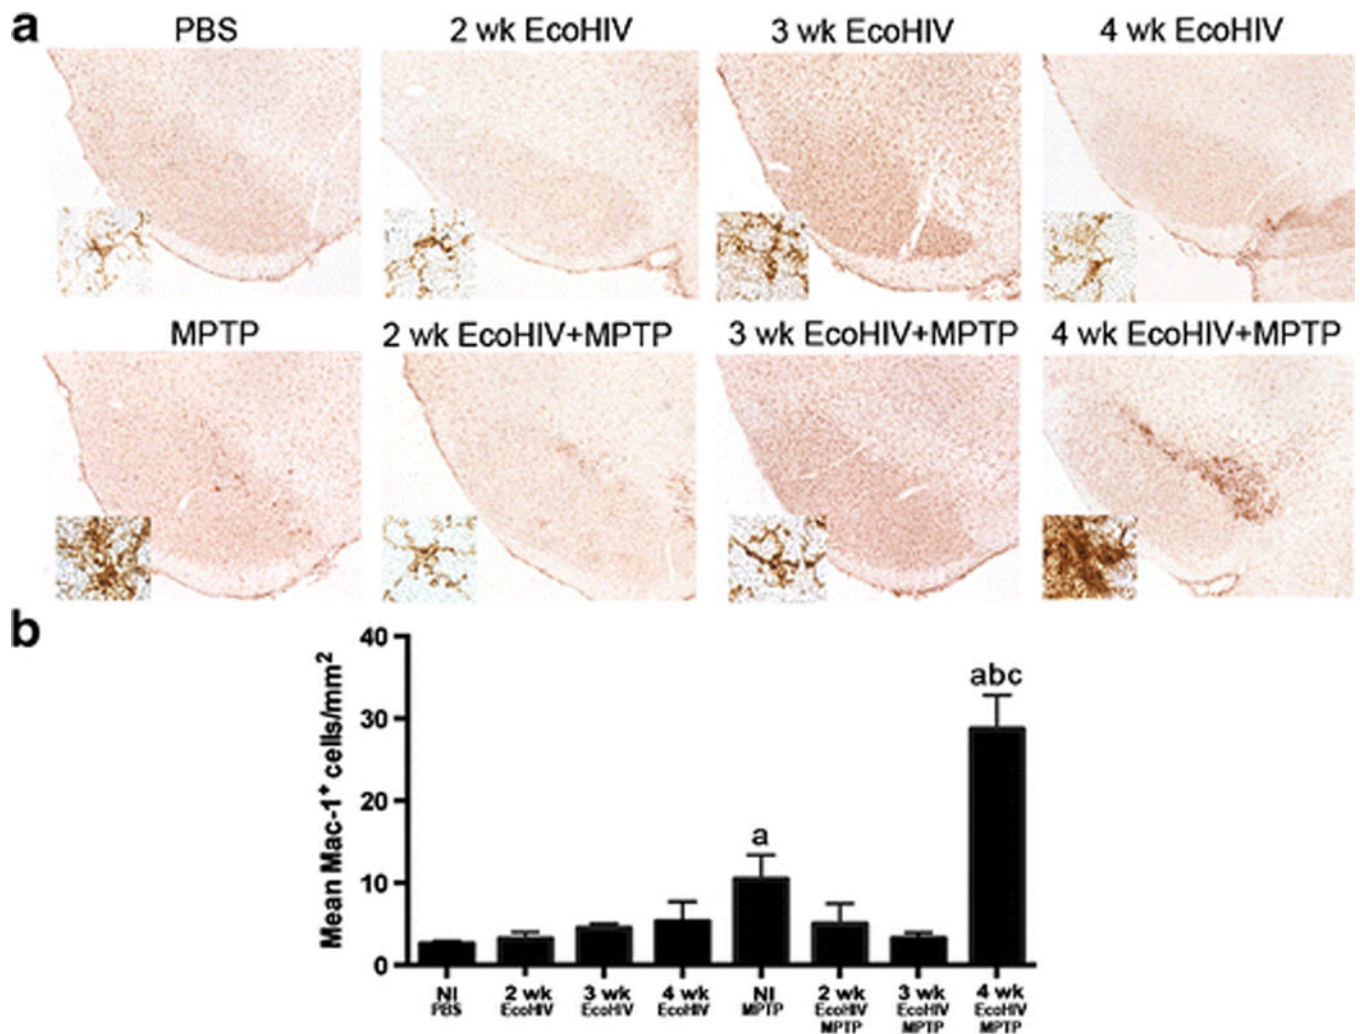 a
PBS
2 wk EcoHIV
3 wk EcoHIV
4 wk EcoHIV
MPTP
2 wk EcoHIV+MPTP
3 wk EcoHIV+MPTP
4 wk EcoHIV+MPTP
b
Mean Mac-1⁺ cells/mm²
40
30
20
10
0
a
abc
NI
PBS
2 wk
EcoHIV
3 wk
EcoHIV
4 wk
EcoHIV
NI
MPTP
2 wk
EcoHIV
MPTP
3 wk
EcoHIV
MPTP
4 wk
EcoHIV
MPTP